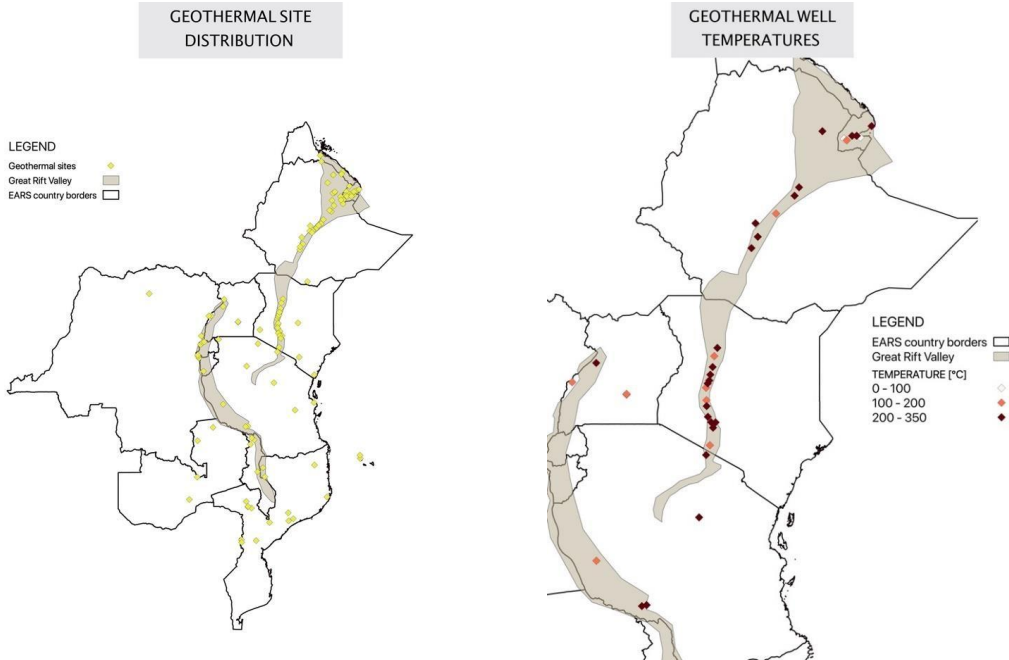 GEOTHERMAL SITE
DISTRIBUTION
LEGEND
Geothermal sites
Great Rift Valley
EARS country borders
GEOTHERMAL WELL
TEMPERATURES
LEGEND
EARS country borders
Great Rift Valley
TEMPERATURE [°C]
0 - 100
100 - 200
200 - 350